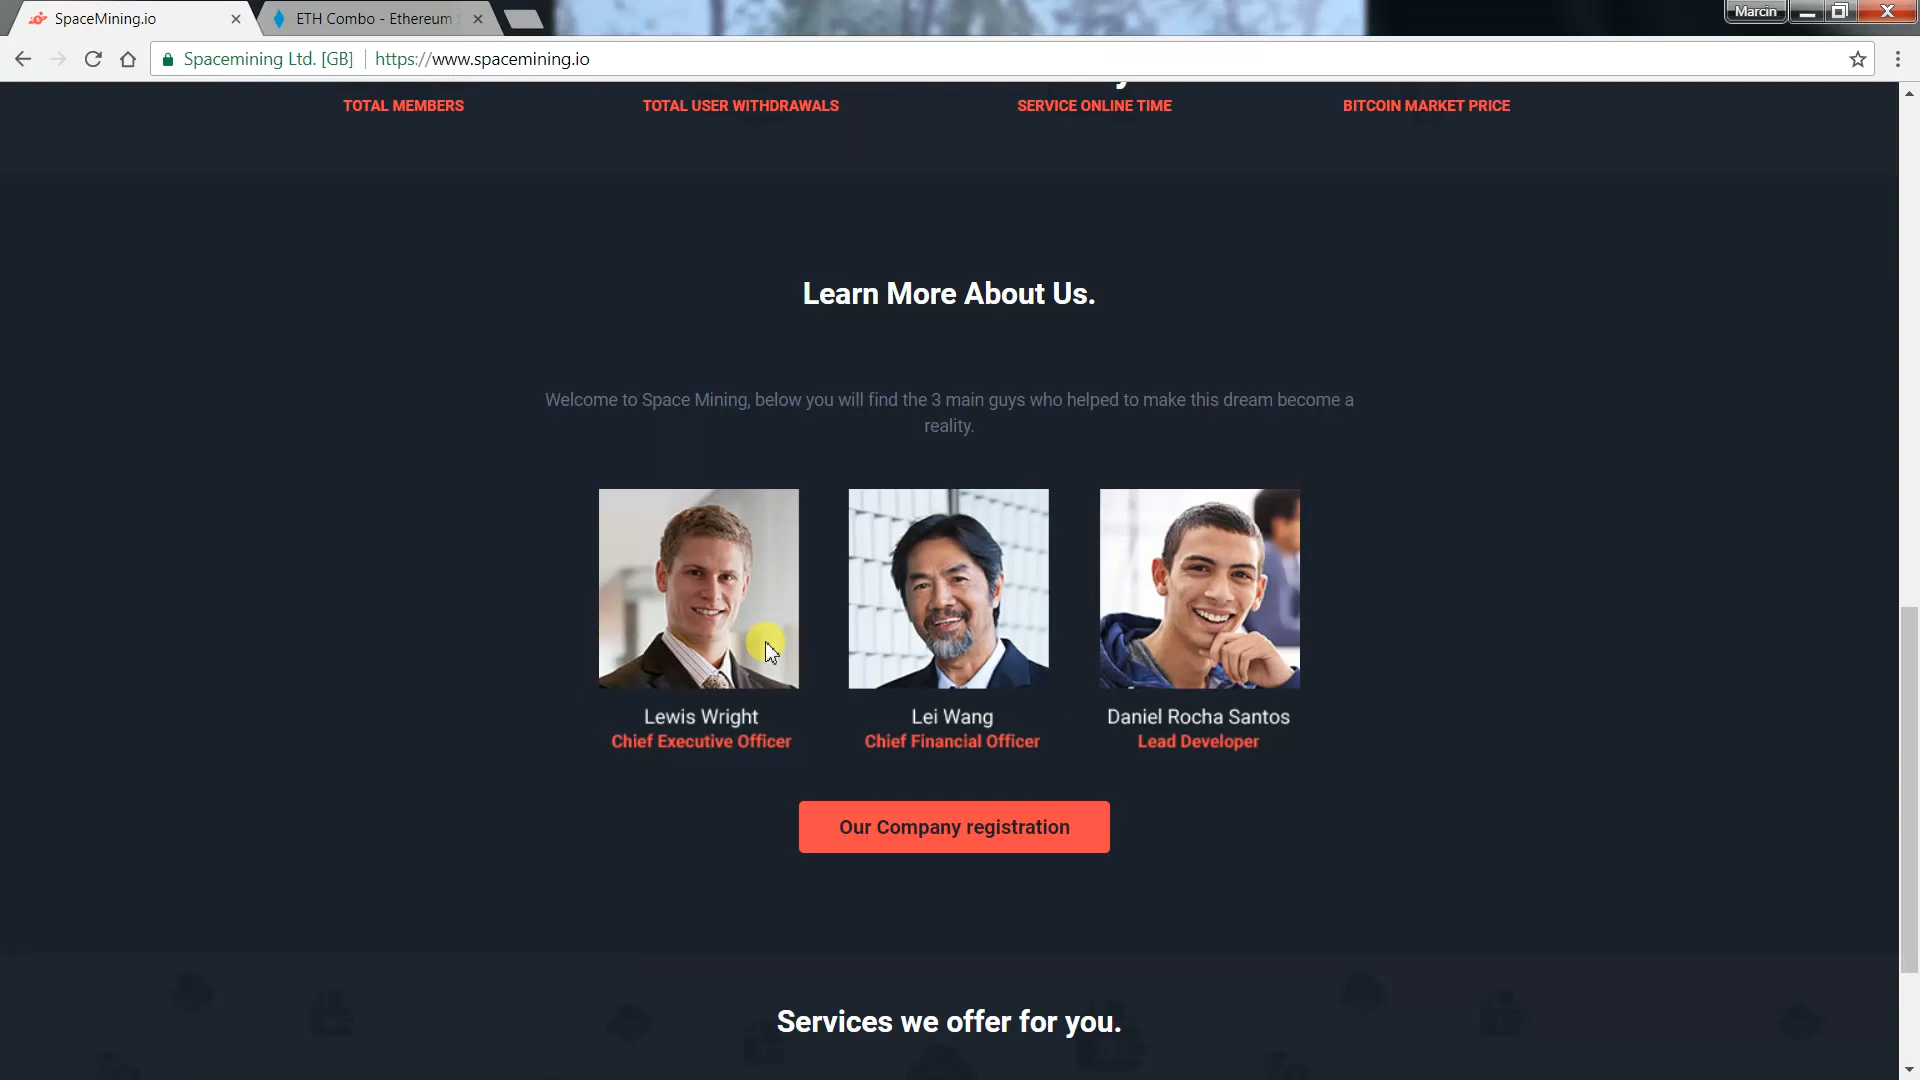 SpaceMining.io
ETH Combo - Ethereum
Marcin
Spacemining Ltd. [GB]
https://www.spacemining.io
TOTAL MEMBERS
TOTAL USER WITHDRAWALS
SERVICE ONLINE TIME
BITCOIN MARKET PRICE
Learn More About Us.
Welcome to Space Mining, below you will find the 3 main guys who helped to make this dream become a
reality.
Lewis Wright
Chief Executive Officer
Lei Wang
Chief Financial Officer
Daniel Rocha Santos
Lead Developer
Our Company registration
Services we offer for you.